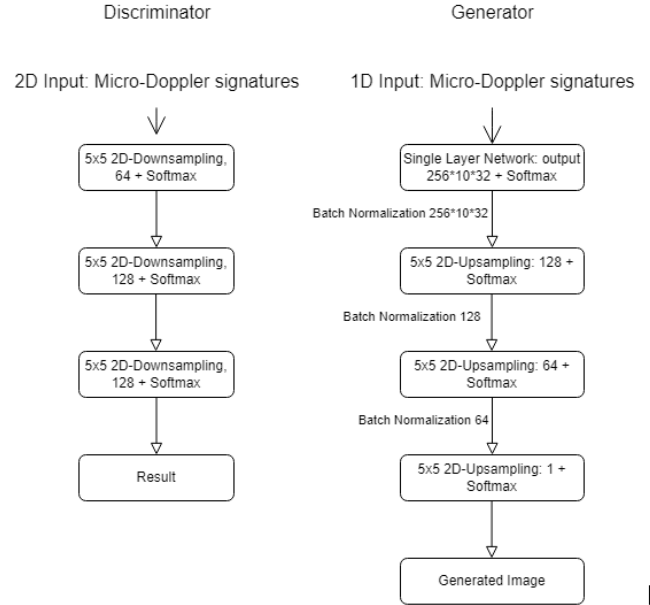 Discriminator
2D Input: Micro-Doppler signatures
5x5 2D-Downsampling,
64 + Softmax
5x5 2D-Downsampling,
128 + Softmax
5x5 2D-Downsampling,
128 + Softmax
Result
Generator
1D Input: Micro-Doppler signatures
Single Layer Network: output
256*10*32 + Softmax
Batch Normalization 256*10*32
5x5 2D-Upsampling: 128 +
Softmax
Batch Normalization 128
5x5 2D-Upsampling: 64 +
Softmax
Batch Normalization 64
5x5 2D-Upsampling: 1 +
Softmax
Generated Image